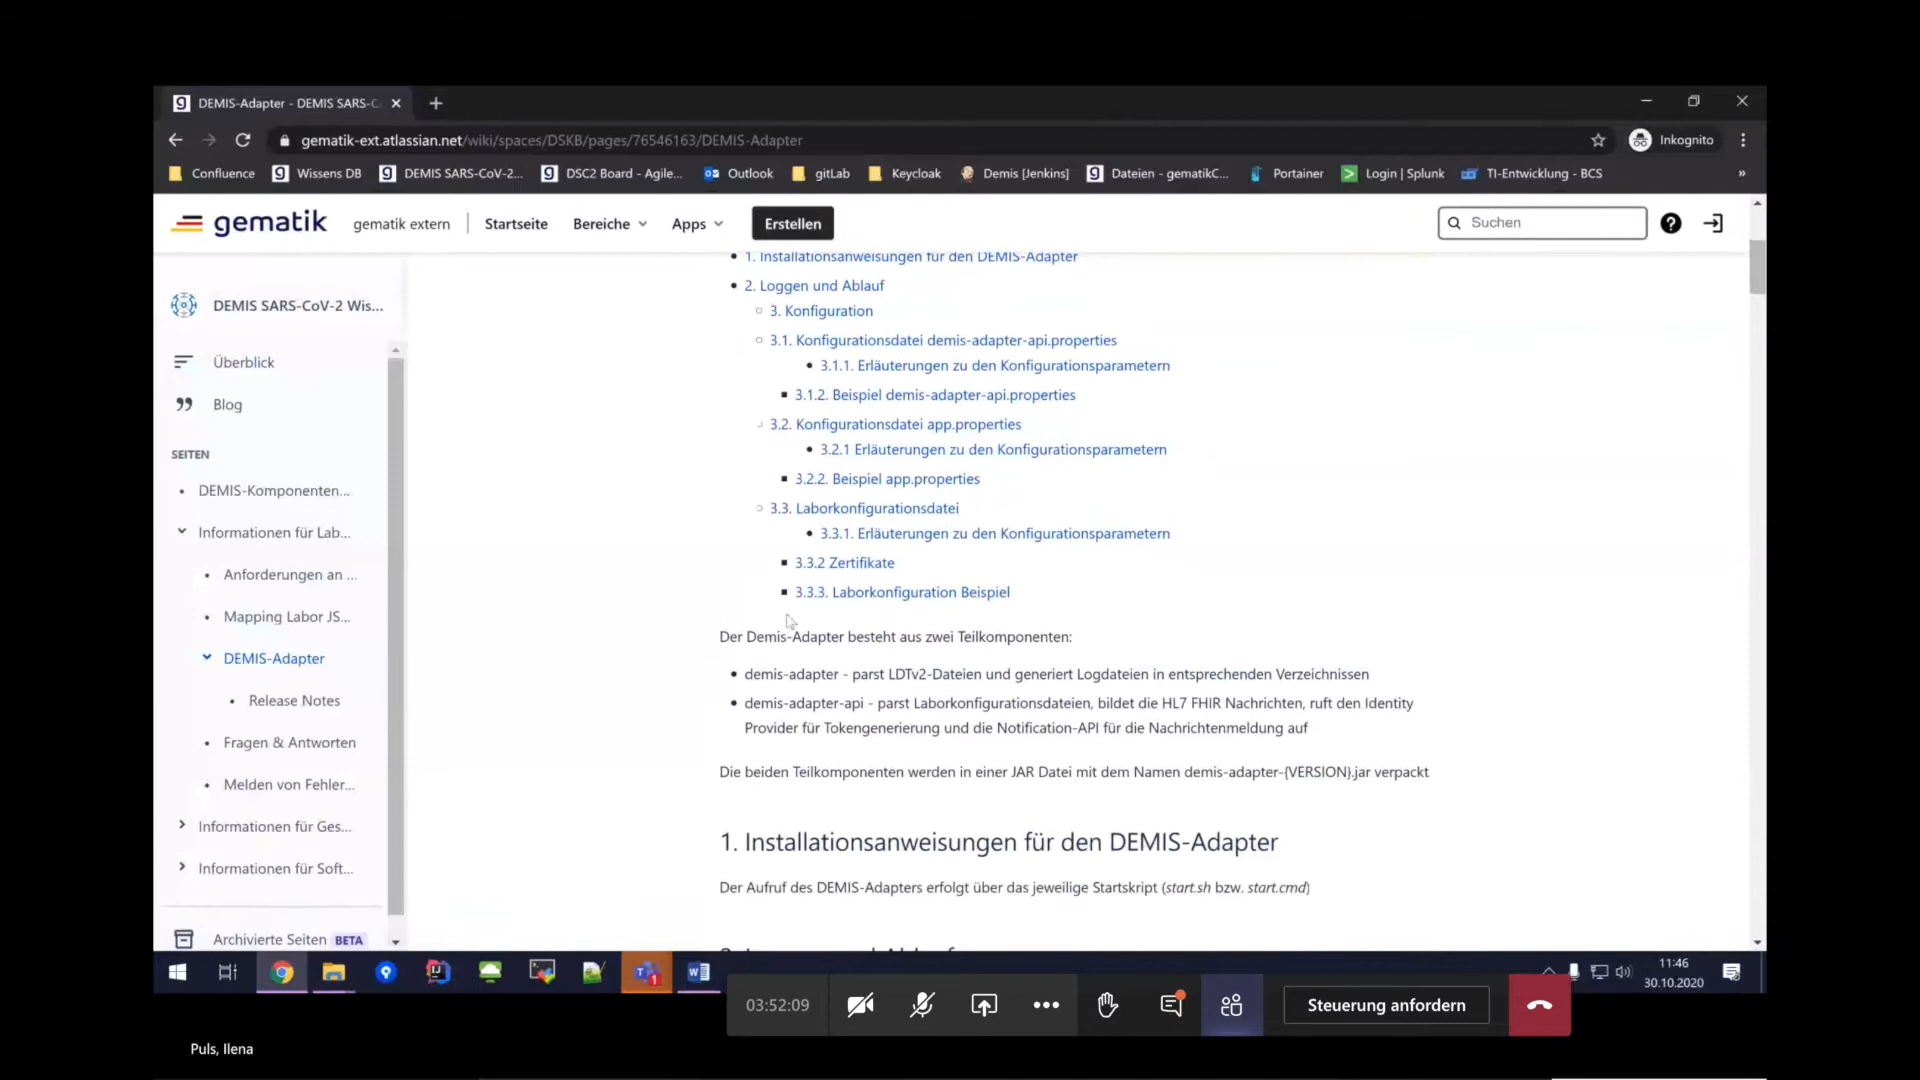 DEMIS-Adapter - DEMIS SARS-C
gematik-ext.atlassian.net/wiki/spaces/DSKB/pages/76546163/DEMIS-Adapter
Inkognito
Confluence
Wissens DB
DEMIS SARS-CoV-2...
DSC2 Board - Agile...
Outlook
gitLab
Keycloak
Demis [Jenkins]
Dateien - gematikC...
Portainer
Login | Splunk
TI-Entwicklung - BCS
»
gematik
gematik extern
Startseite
Bereiche
Apps
Erstellen
Suchen
DEMIS SARS-CoV-2 Wis...
Überblick
Blog
SEITEN
DEMIS-Komponenten...
Informationen für Lab...
Anforderungen an ...
Mapping Labor JS...
DEMIS-Adapter
Release Notes
Fragen & Antworten
Melden von Fehler...
Informationen für Ges...
Informationen für Soft...
Archivierte Seiten BETA
1. Installationsanweisungen für den DEMIS-Adapter
2. Loggen und Ablauf
3. Konfiguration
3.1. Konfigurationsdatei demis-adapter-api.properties
3.1.1. Erläuterungen zu den Konfigurationsparametern
3.1.2. Beispiel demis-adapter-api.properties
3.2. Konfigurationsdatei app.properties
3.2.1 Erläuterungen zu den Konfigurationsparametern
3.2.2. Beispiel app.properties
3.3. Laborkonfigurationsdatei
3.3.1. Erläuterungen zu den Konfigurationsparametern
3.3.2 Zertifikate
3.3.3. Laborkonfiguration Beispiel
Der Demis-Adapter besteht aus zwei Teilkomponenten:
demis-adapter - parst LDTv2-Dateien und generiert Logdateien in entsprechenden Verzeichnissen
demis-adapter-api - parst Laborkonfigurationsdateien, bildet die HL7 FHIR Nachrichten, ruft den Identity
Provider für Tokengenerierung und die Notification-API für die Nachrichtenmeldung auf
Die beiden Teilkomponenten werden in einer JAR Datei mit dem Namen demis-adapter-{VERSION}.jar verpackt
1. Installationsanweisungen für den DEMIS-Adapter
Der Aufruf des DEMIS-Adapters erfolgt über das jeweilige Startskript (start.sh bzw. start.cmd)
11:46
30.10.2020
03:52:09
Steuerung anfordern
Puls, Ilena